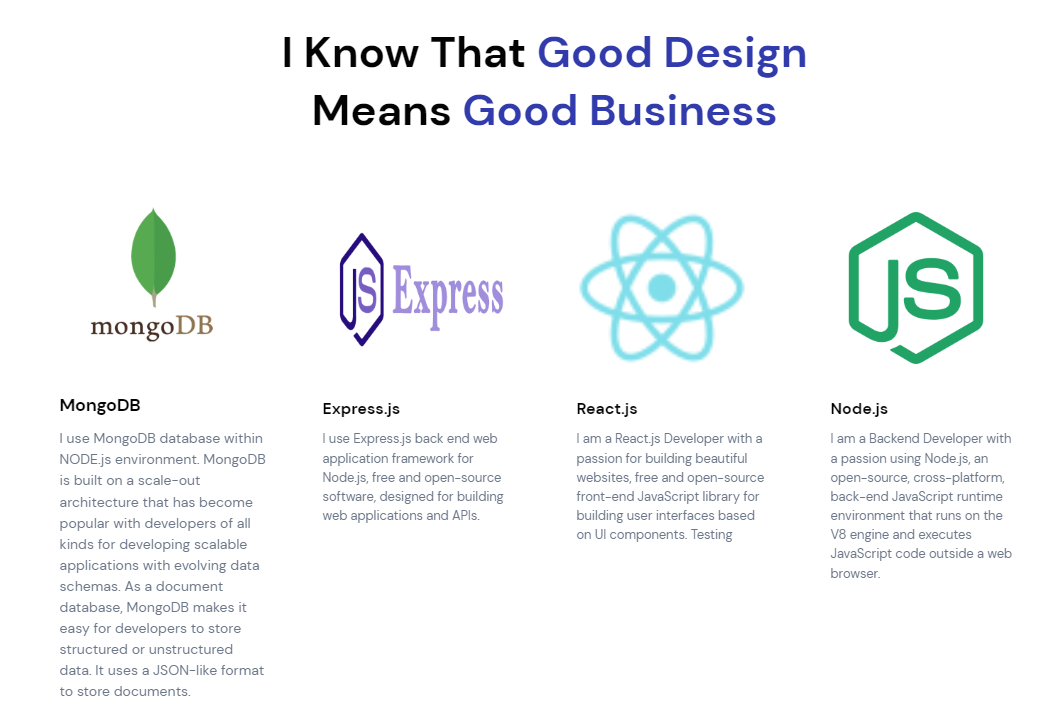 I Know That Good Design
Means Good Business
mongoDB
JS Express
JS
MongoDB
I use MongoDB database within
NODE.js environment. MongoDB
is built on a scale-out
architecture that has become
popular with developers of all
kinds for developing scalable
applications with evolving data
schemas. As a document
database, MongoDB makes it
easy for developers to store
structured or unstructured
data. It uses a JSON-like format
to store documents.
Express.js
I use Express.js back end web
application framework for
Node.js, free and open-source
software, designed for building
web applications and APIs.
React.js
I am a React.js Developer with a
passion for building beautiful
websites, free and open-source
front-end JavaScript library for
building user interfaces based
on UI components. Testing
Node.js
I am a Backend Developer with
a passion using Node.js, an
open-source, cross-platform,
back-end JavaScript runtime
environment that runs on the
V8 engine and executes
JavaScript code outside a web
browser.